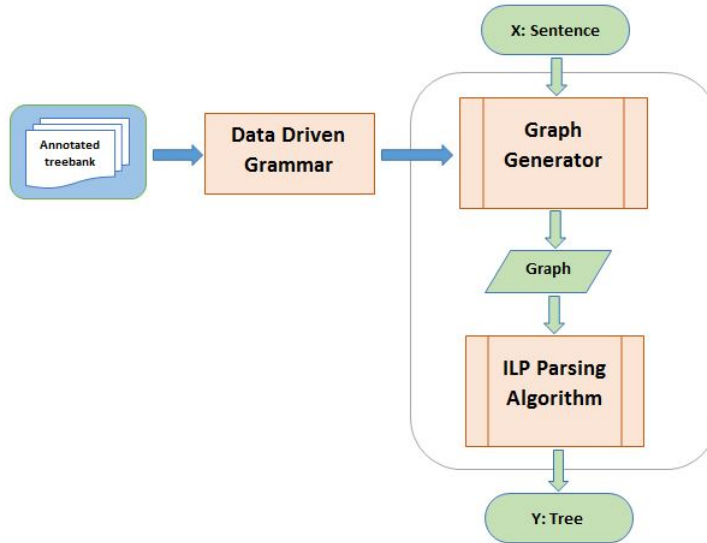 X: Sentence
Annotated
treebank
Data Driven
Grammar
Graph
Generator
Graph
ILP Parsing
Algorithm
Y: Tree